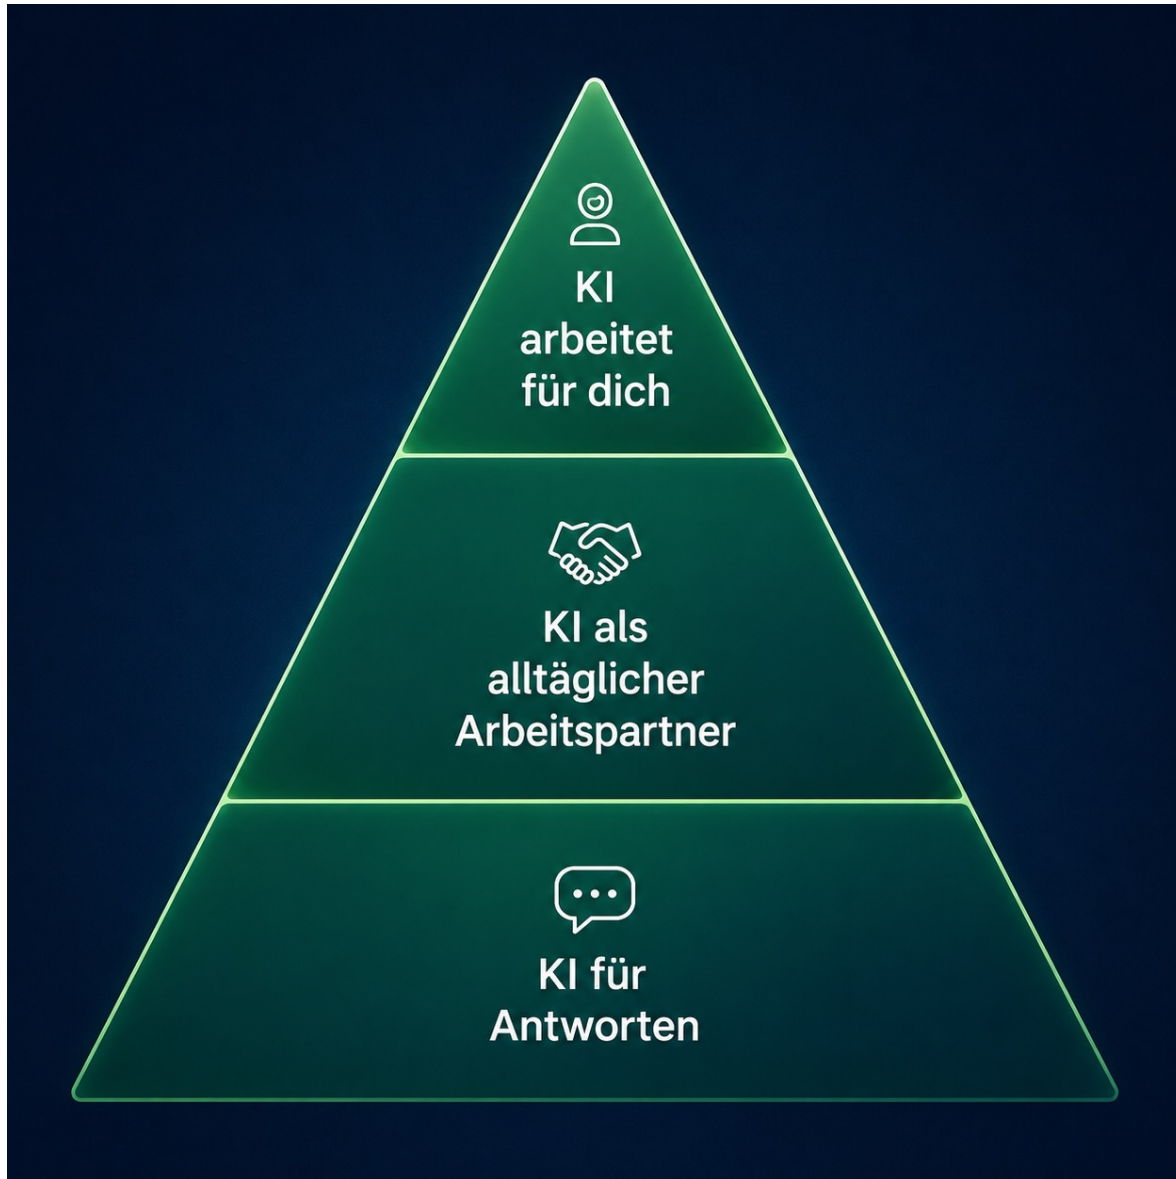 KI
arbeitet
für dich
KI als
alltäglicher
Arbeitspartner
KI für
Antworten